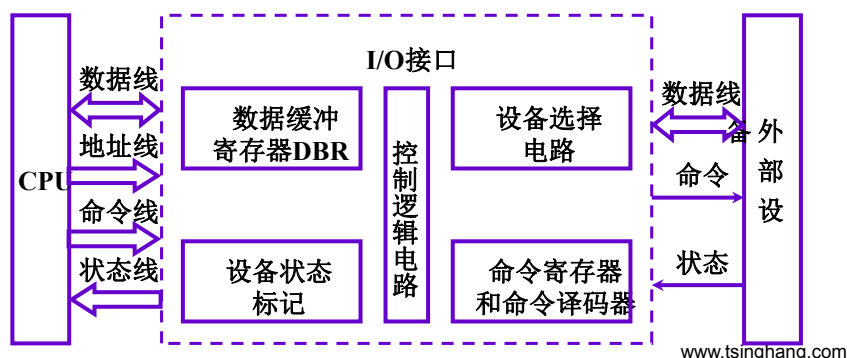 I/O接口
CPU
数据线
地址线
命令线
状态线
数据缓冲
寄存器DBR
设备状态
标记
控
制
逻
辑
电
路
设备选择
电路
命令寄存器
和命令译码器
数据线
命令
状态
备 外
部
设
www.tsinghang.com